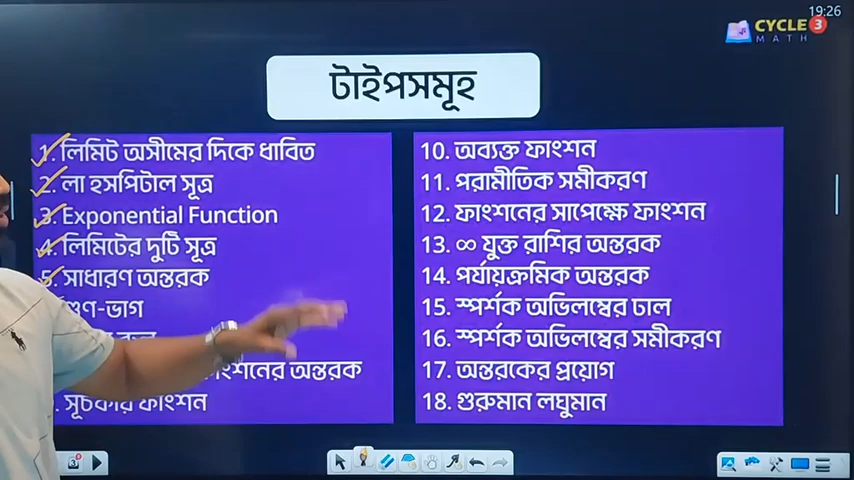 19:26
CYCLE 3
MATH
টাইপসমূহ
1. লিমিট অসীমের দিকে ধাবিত
2. লা হসপিটাল সূত্র
3. Exponential Function
4. লিমিটের দুটি সূত্র
5. সাধারণ অন্তরক
গুণ-ভাগ
অন্তরক
সূচকীয় ফাংশন
10. অব্যক্ত ফাংশন
11. পরামীতিক সমীকরণ
12. ফাংশনের সাপেক্ষে ফাংশন
13. ∞ যুক্ত রাশির অন্তরক
14. পর্যায়ক্রমিক অন্তরক
15. স্পর্শক অভিলম্বের ঢাল
16. স্পর্শক অভিলম্বের সমীকরণ
17. অন্তরকের প্রয়োগ
18. গুরুমান লঘুমান